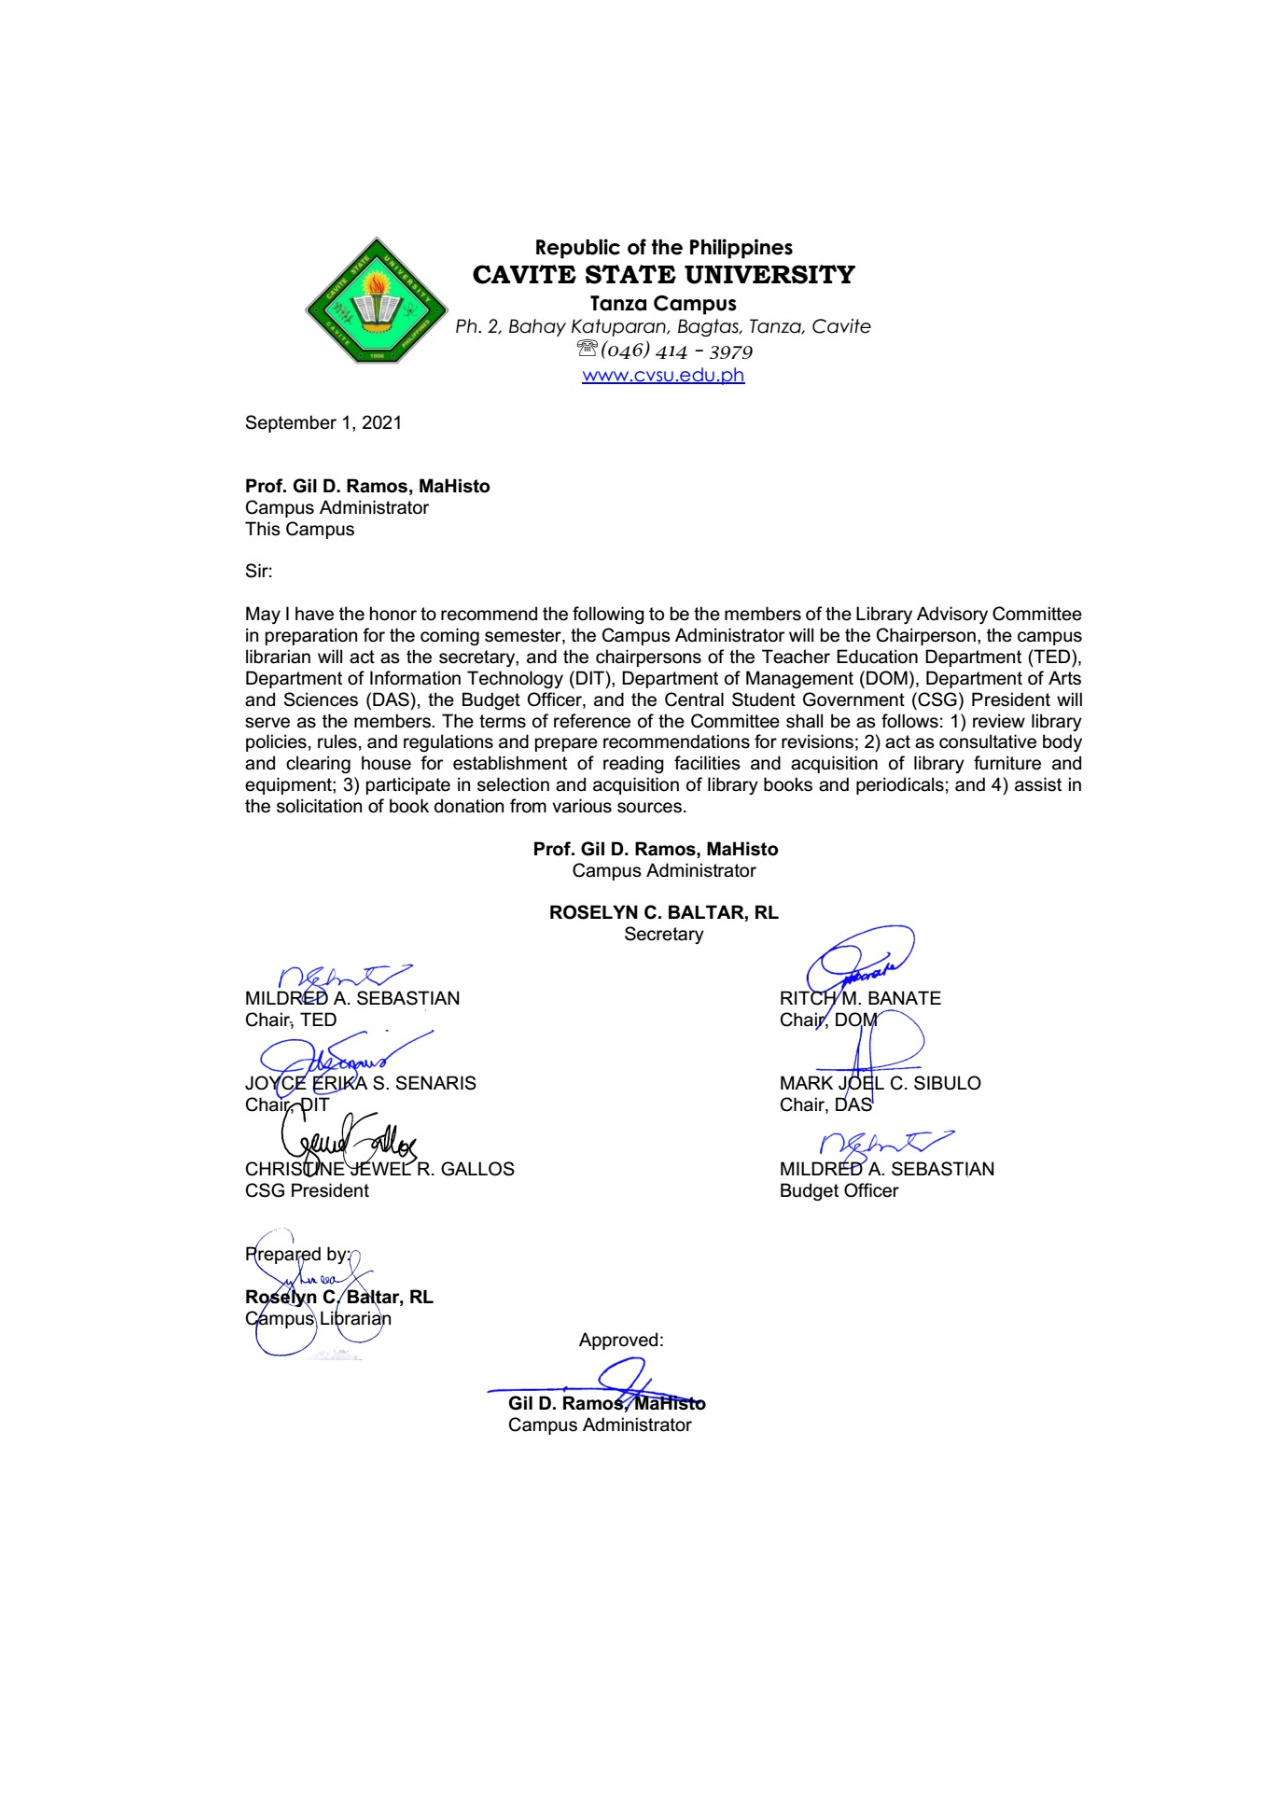 Republic of the Philippines
CAVITE STATE UNIVERSITY
Tanza Campus
Ph. 2, Bahay Katuparan, Bagtas, Tanza, Cavite
☏(046) 414 - 3979
www.cvsu.edu.ph
CAVITE STATE UNIVERSITY
CAVITE 1906 PHILIPPINES
September 1, 2021
Prof. Gil D. Ramos, MaHisto
Campus Administrator
This Campus
Sir:
May I have the honor to recommend the following to be the members of the Library Advisory Committee
in preparation for the coming semester, the Campus Administrator will be the Chairperson, the campus
librarian will act as the secretary, and the chairpersons of the Teacher Education Department (TED),
Department of Information Technology (DIT), Department of Management (DOM), Department of Arts
and Sciences (DAS), the Budget Officer, and the Central Student Government (CSG) President will
serve as the members. The terms of reference of the Committee shall be as follows: 1) review library
policies, rules, and regulations and prepare recommendations for revisions; 2) act as consultative body
and clearing house for establishment of reading facilities and acquisition of library furniture and
equipment; 3) participate in selection and acquisition of library books and periodicals; and 4) assist in
the solicitation of book donation from various sources.
Prof. Gil D. Ramos, MaHisto
Campus Administrator
ROSELYN C. BALTAR, RL
Secretary
MILDRED A. SEBASTIAN
Chair, TED
RITCH M. BANATE
Chair, DOM
JOYCE ERIKA S. SENARIS
Chair, DIT
MARK JOEL C. SIBULO
Chair, DAS
CHRISTINE JEWEL R. GALLOS
CSG President
MILDRED A. SEBASTIAN
Budget Officer
Prepared by:
Roselyn C. Baltar, RL
Campus Librarian
Approved:
Gil D. Ramos, MaHisto
Campus Administrator